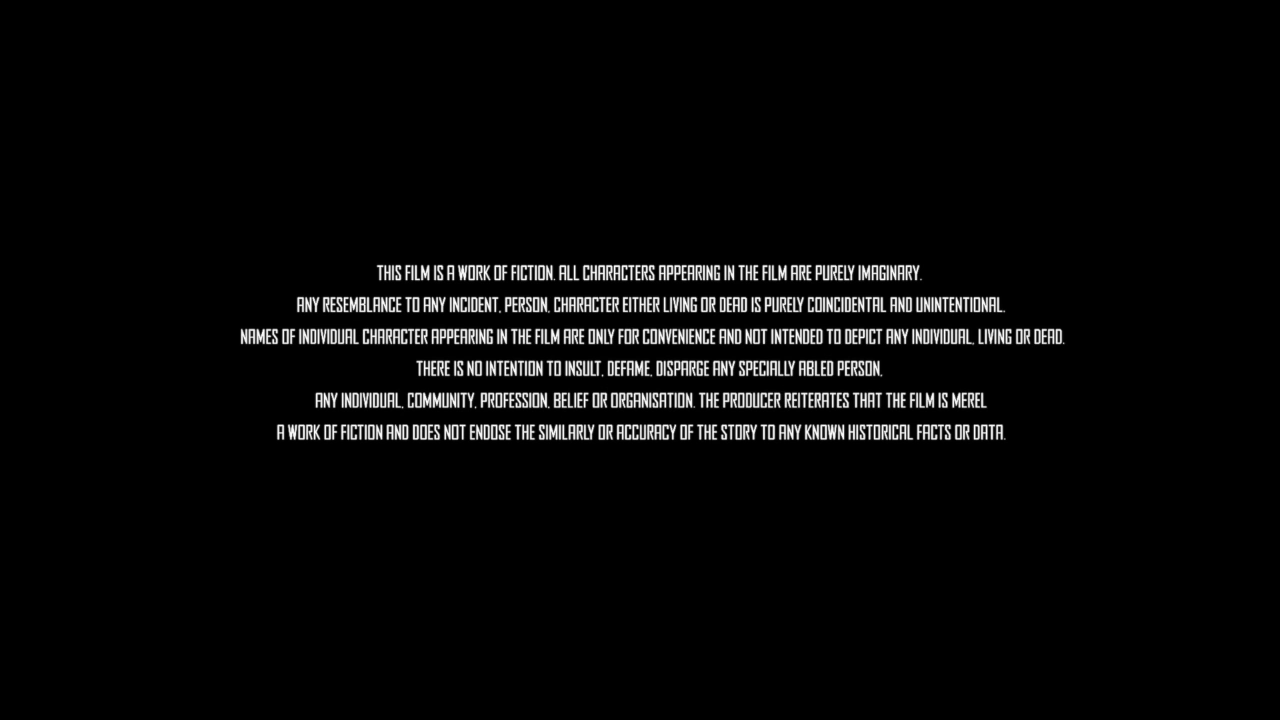 THIS FILM IS A WORK OF FICTION. ALL CHARACTERS APPEARING IN THE FILM ARE PURELY IMAGINARY.
ANY RESEMBLANCE TO ANY INCIDENT, PERSON, CHARACTER EITHER LIVING OR DEAD IS PURELY COINCIDENTAL AND UNINTENTIONAL.
NAMES OF INDIVIDUAL CHARACTER APPEARING IN THE FILM ARE ONLY FOR CONVENIENCE AND NOT INTENDED TO DEPICT ANY INDIVIDUAL, LIVING OR DEAD.
THERE IS NO INTENTION TO INSULT, DEFAME, DISPARGE ANY SPECIALLY ABLED PERSON,
ANY INDIVIDUAL, COMMUNITY, PROFESSION, BELIEF OR ORGANISATION. THE PRODUCER REITERATES THAT THE FILM IS MEREL
A WORK OF FICTION AND DOES NOT ENDOSE THE SIMILARLY OR ACCURACY OF THE STORY TO ANY KNOWN HISTORICAL FACTS OR DATA.